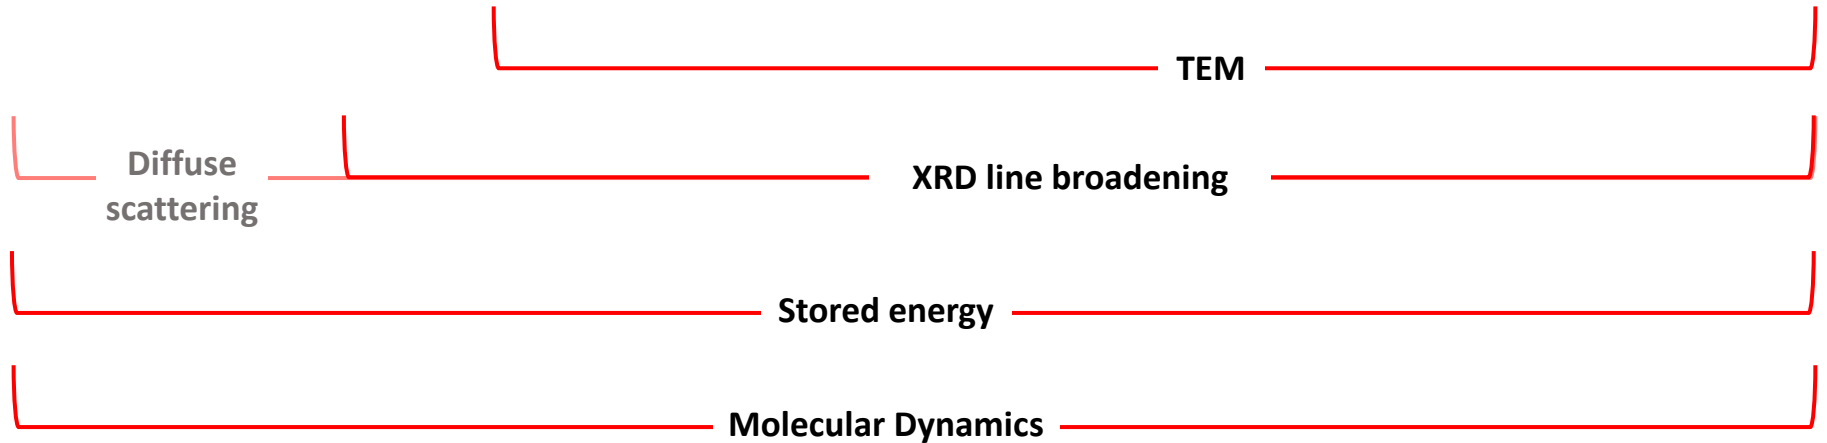 TEM
Diffuse
scattering
XRD line broadening
Stored energy
Molecular Dynamics